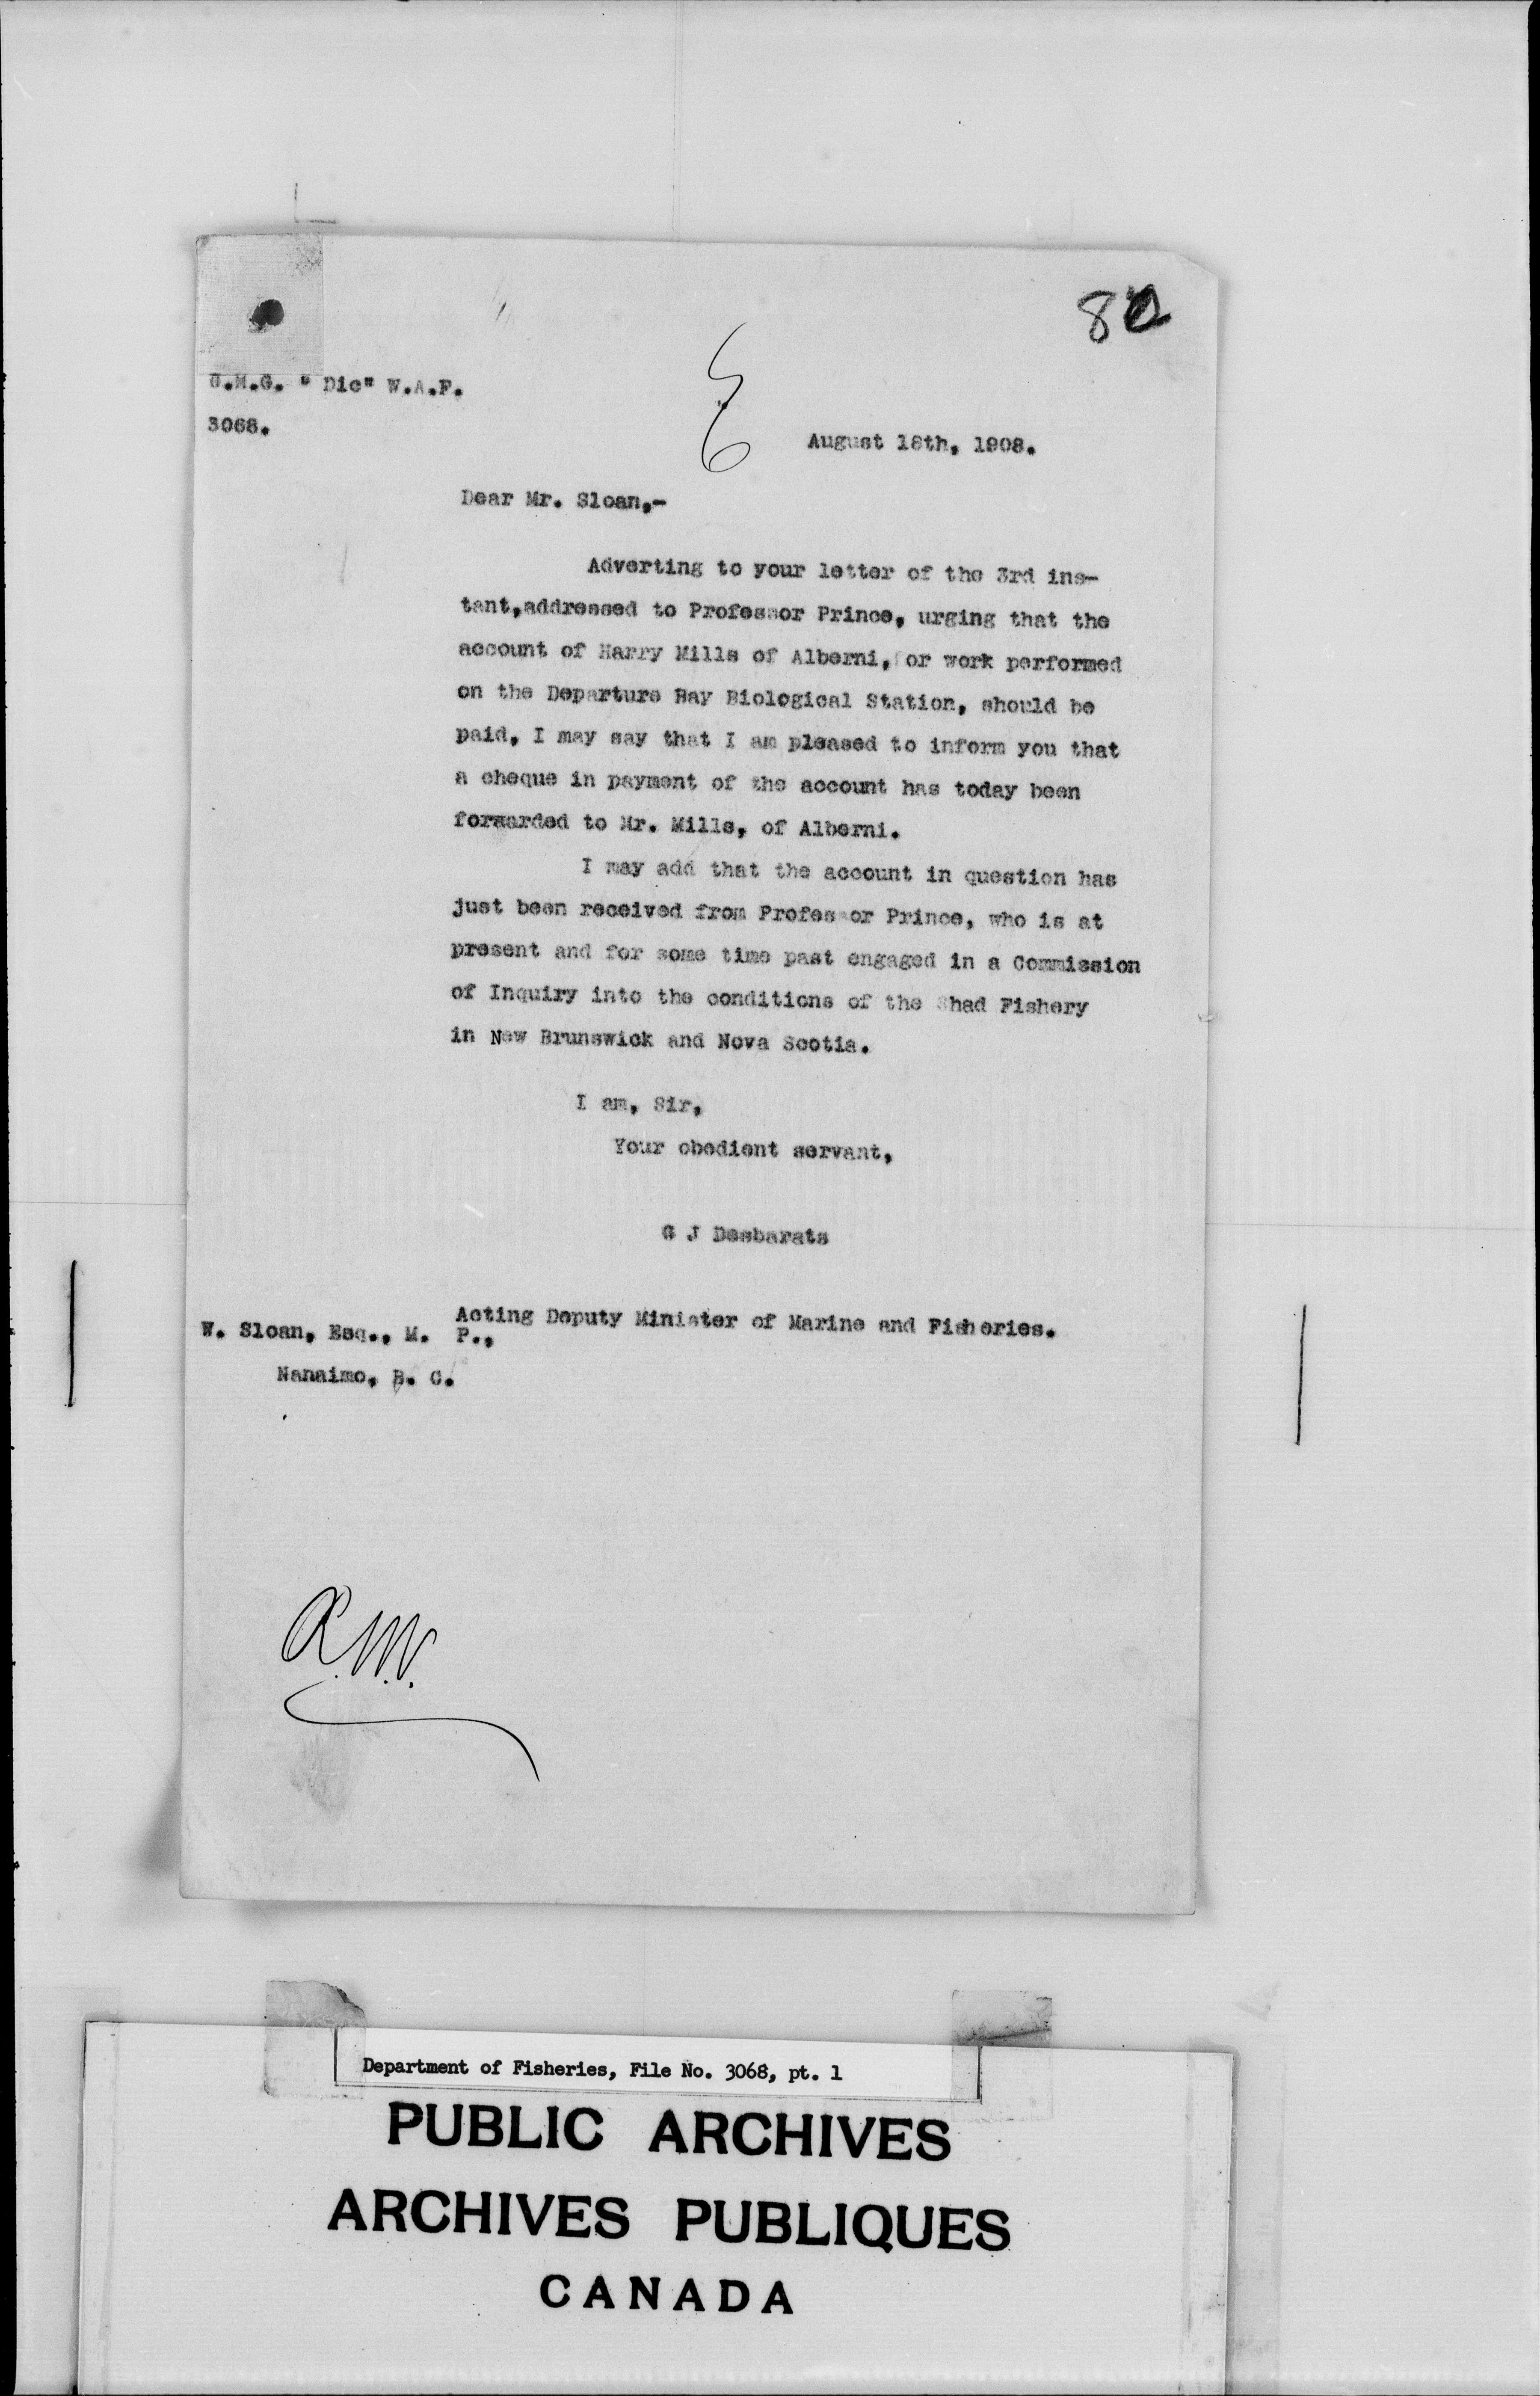 80
G.M.G. " Dic" W.A.F.
3068.
August 18th, 1908.
Dear Mr. Sloan,-
Adverting to your letter of the 3rd ins-
tant,addressed to Professor Prince, urging that the
account of Harry Mills of Alberni, for work performed
on the Departure Bay Biological Station, should be
paid, I may say that I am pleased to inform you that
a cheque in payment of the account has today been
forwarded to Mr. Mills, of Alberni.
I may add that the account in question has
just been received from Professor Prince, who is at
present and for some time past engaged in a Commission
of Inquiry into the conditions of the Shad Fishery
in New Brunswick and Nova Scotia.
I am, Sir,
Your obedient servant,
G J Desbarats
Acting Deputy Minister of Marine and Fisheries.
W. Sloan, Esq., M. P.,
Nanaimo, B. C.
R.W.
Department of Fisheries, File No. 3068, pt. 1
PUBLIC ARCHIVES
ARCHIVES PUBLIQUES
CANADA